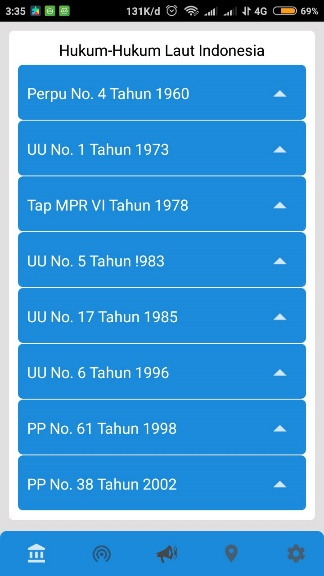 3:35 131K/d 4G 69%
Hukum-Hukum Laut Indonesia
Perpu No. 4 Tahun 1960
UU No. 1 Tahun 1973
Tap MPR VI Tahun 1978
UU No. 5 Tahun !983
UU No. 17 Tahun 1985
UU No. 6 Tahun 1996
PP No. 61 Tahun 1998
PP No. 38 Tahun 2002